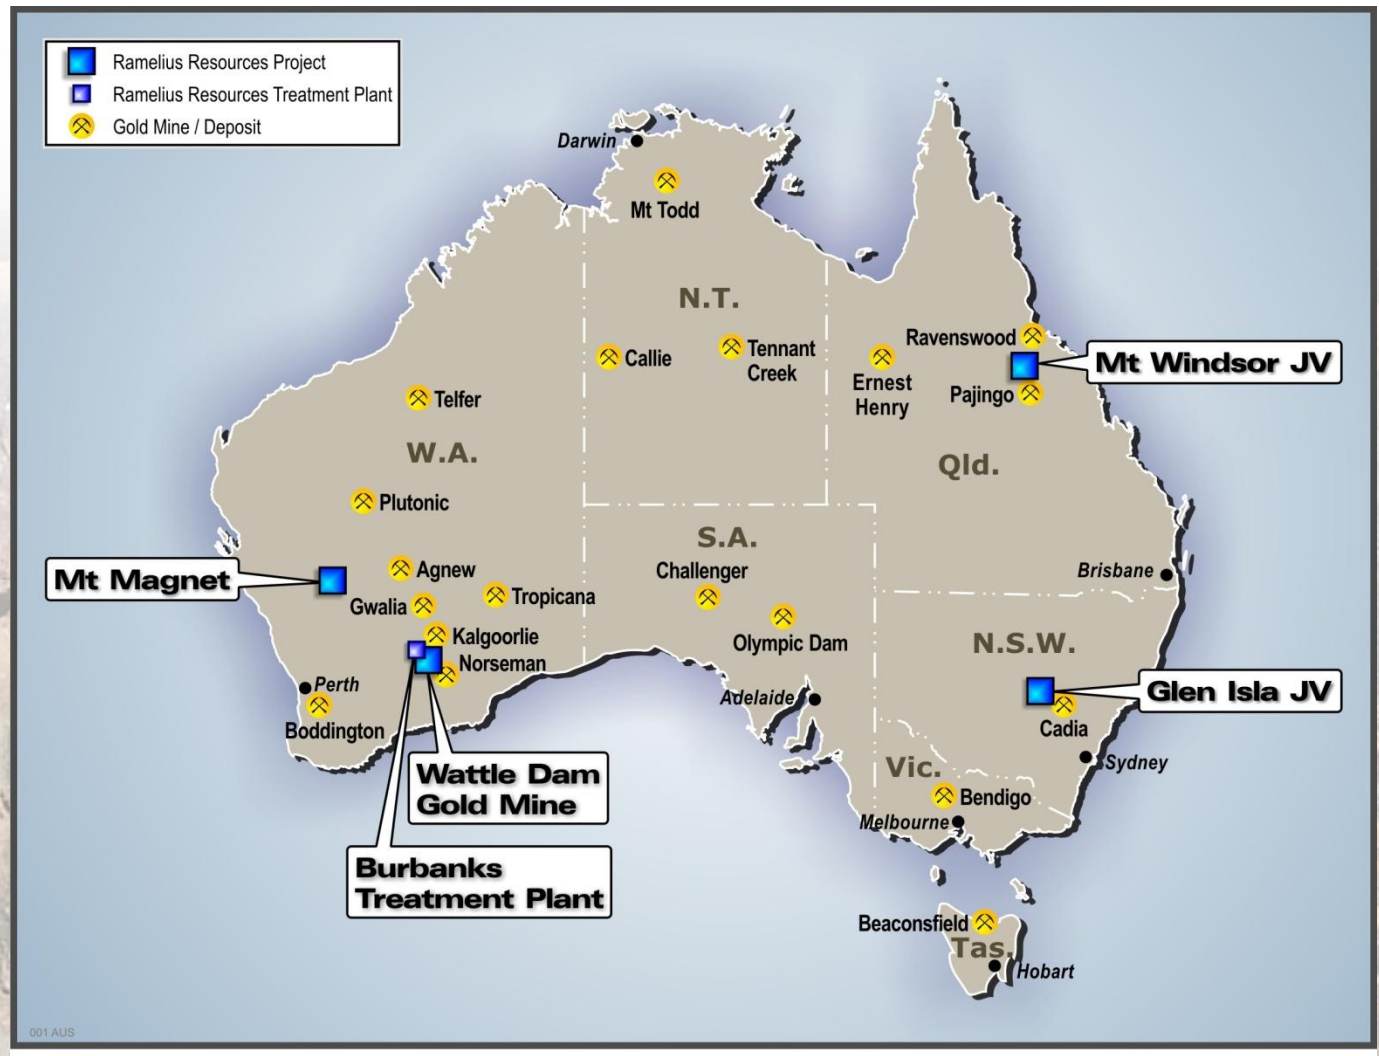 Ramelius Resources Project
Ramelius Resources Treatment Plant
Gold Mine / Deposit
Darwin
Mt Todd
N.T.
Callie
Tennant
Creek
Ernest
Henry
Ravenswood
Mt Windsor JV
Pajingo
Telfer
W.A.
Qld.
Plutonic
S.A.
Mt Magnet
Agnew
Gwalia
Tropicana
Challenger
Brisbane
Kalgoorlie
Norseman
Olympic Dam
N.S.W.
Perth
Boddington
Adelaide
Glen Isla JV
Cadia
Wattle Dam
Gold Mine
Vic.
Sydney
Bendigo
Melbourne
Burbanks
Treatment Plant
Beaconsfield
Tas.
Hobart
001 AUS